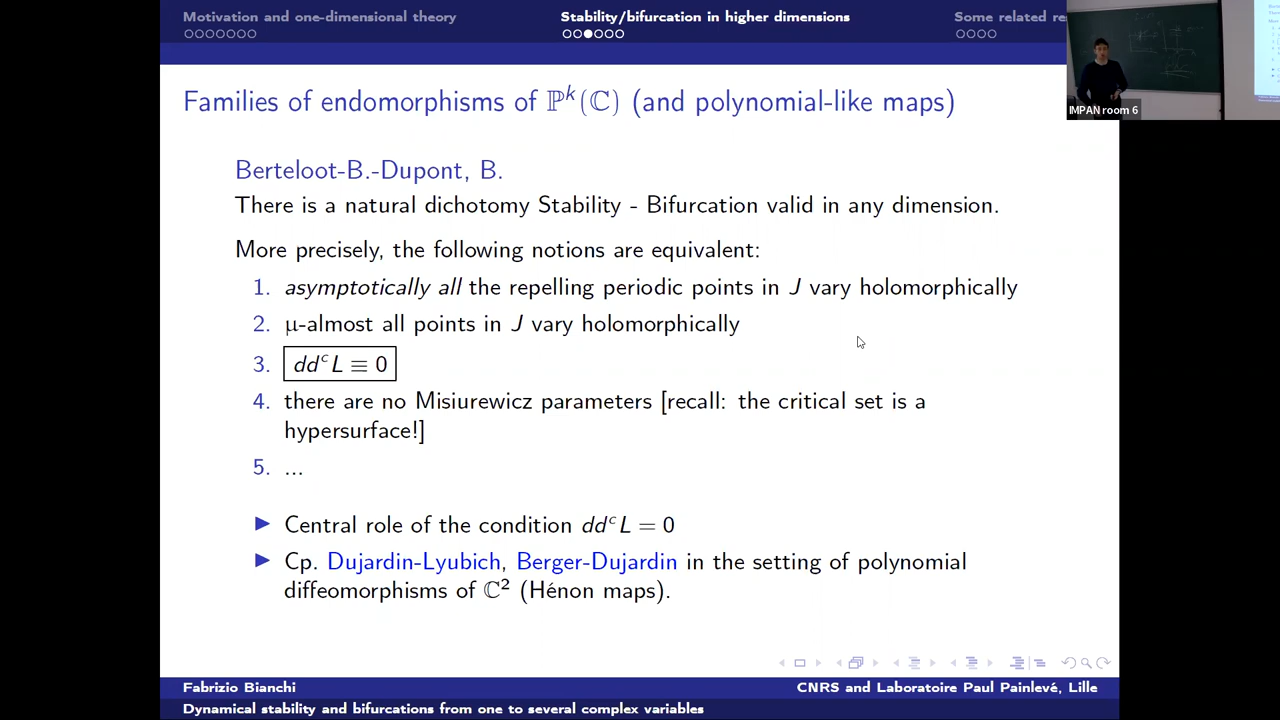 Motivation and one-dimensional theory
Stability/bifurcation in higher dimensions
Some related re
Families of endomorphisms of ℙᵏ(ℂ) (and polynomial-like maps)
IMPAN room 6
Berteloot-B.-Dupont, B.
There is a natural dichotomy Stability - Bifurcation valid in any dimension.
More precisely, the following notions are equivalent:
1. asymptotically all the repelling periodic points in J vary holomorphically
2. μ-almost all points in J vary holomorphically
3. ddᶜL ≡ 0
4. there are no Misiurewicz parameters [recall: the critical set is a
hypersurface!]
5. ...
▶ Central role of the condition ddᶜL = 0
▶ Cp. Dujardin-Lyubich, Berger-Dujardin in the setting of polynomial
diffeomorphisms of ℂ² (Hénon maps).
Fabrizio Bianchi
CNRS and Laboratoire Paul Painlevé, Lille
Dynamical stability and bifurcations from one to several complex variables